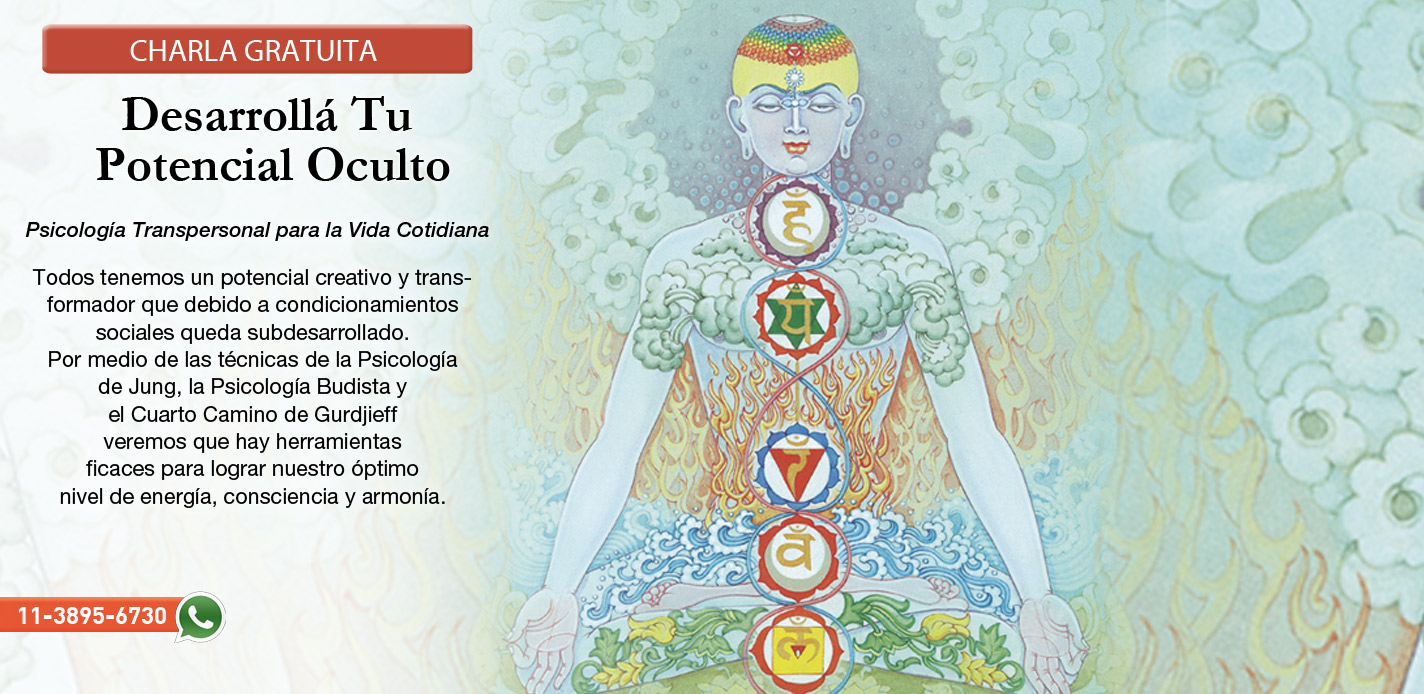 CHARLA GRATUITA
Desarrollá Tu
Potencial Oculto
Psicología Transpersonal para la Vida Cotidiana
Todos tenemos un potencial creativo y trans-
formador que debido a condicionamientos
sociales queda subdesarrollado.
Por medio de las técnicas de la Psicología
de Jung, la Psicología Budista y
el Cuarto Camino de Gurdjieff
veremos que hay herramientas
ficaces para lograr nuestro óptimo
nivel de energía, consciencia y armonía.
11-3895-6730
हं
यं
रं
वं